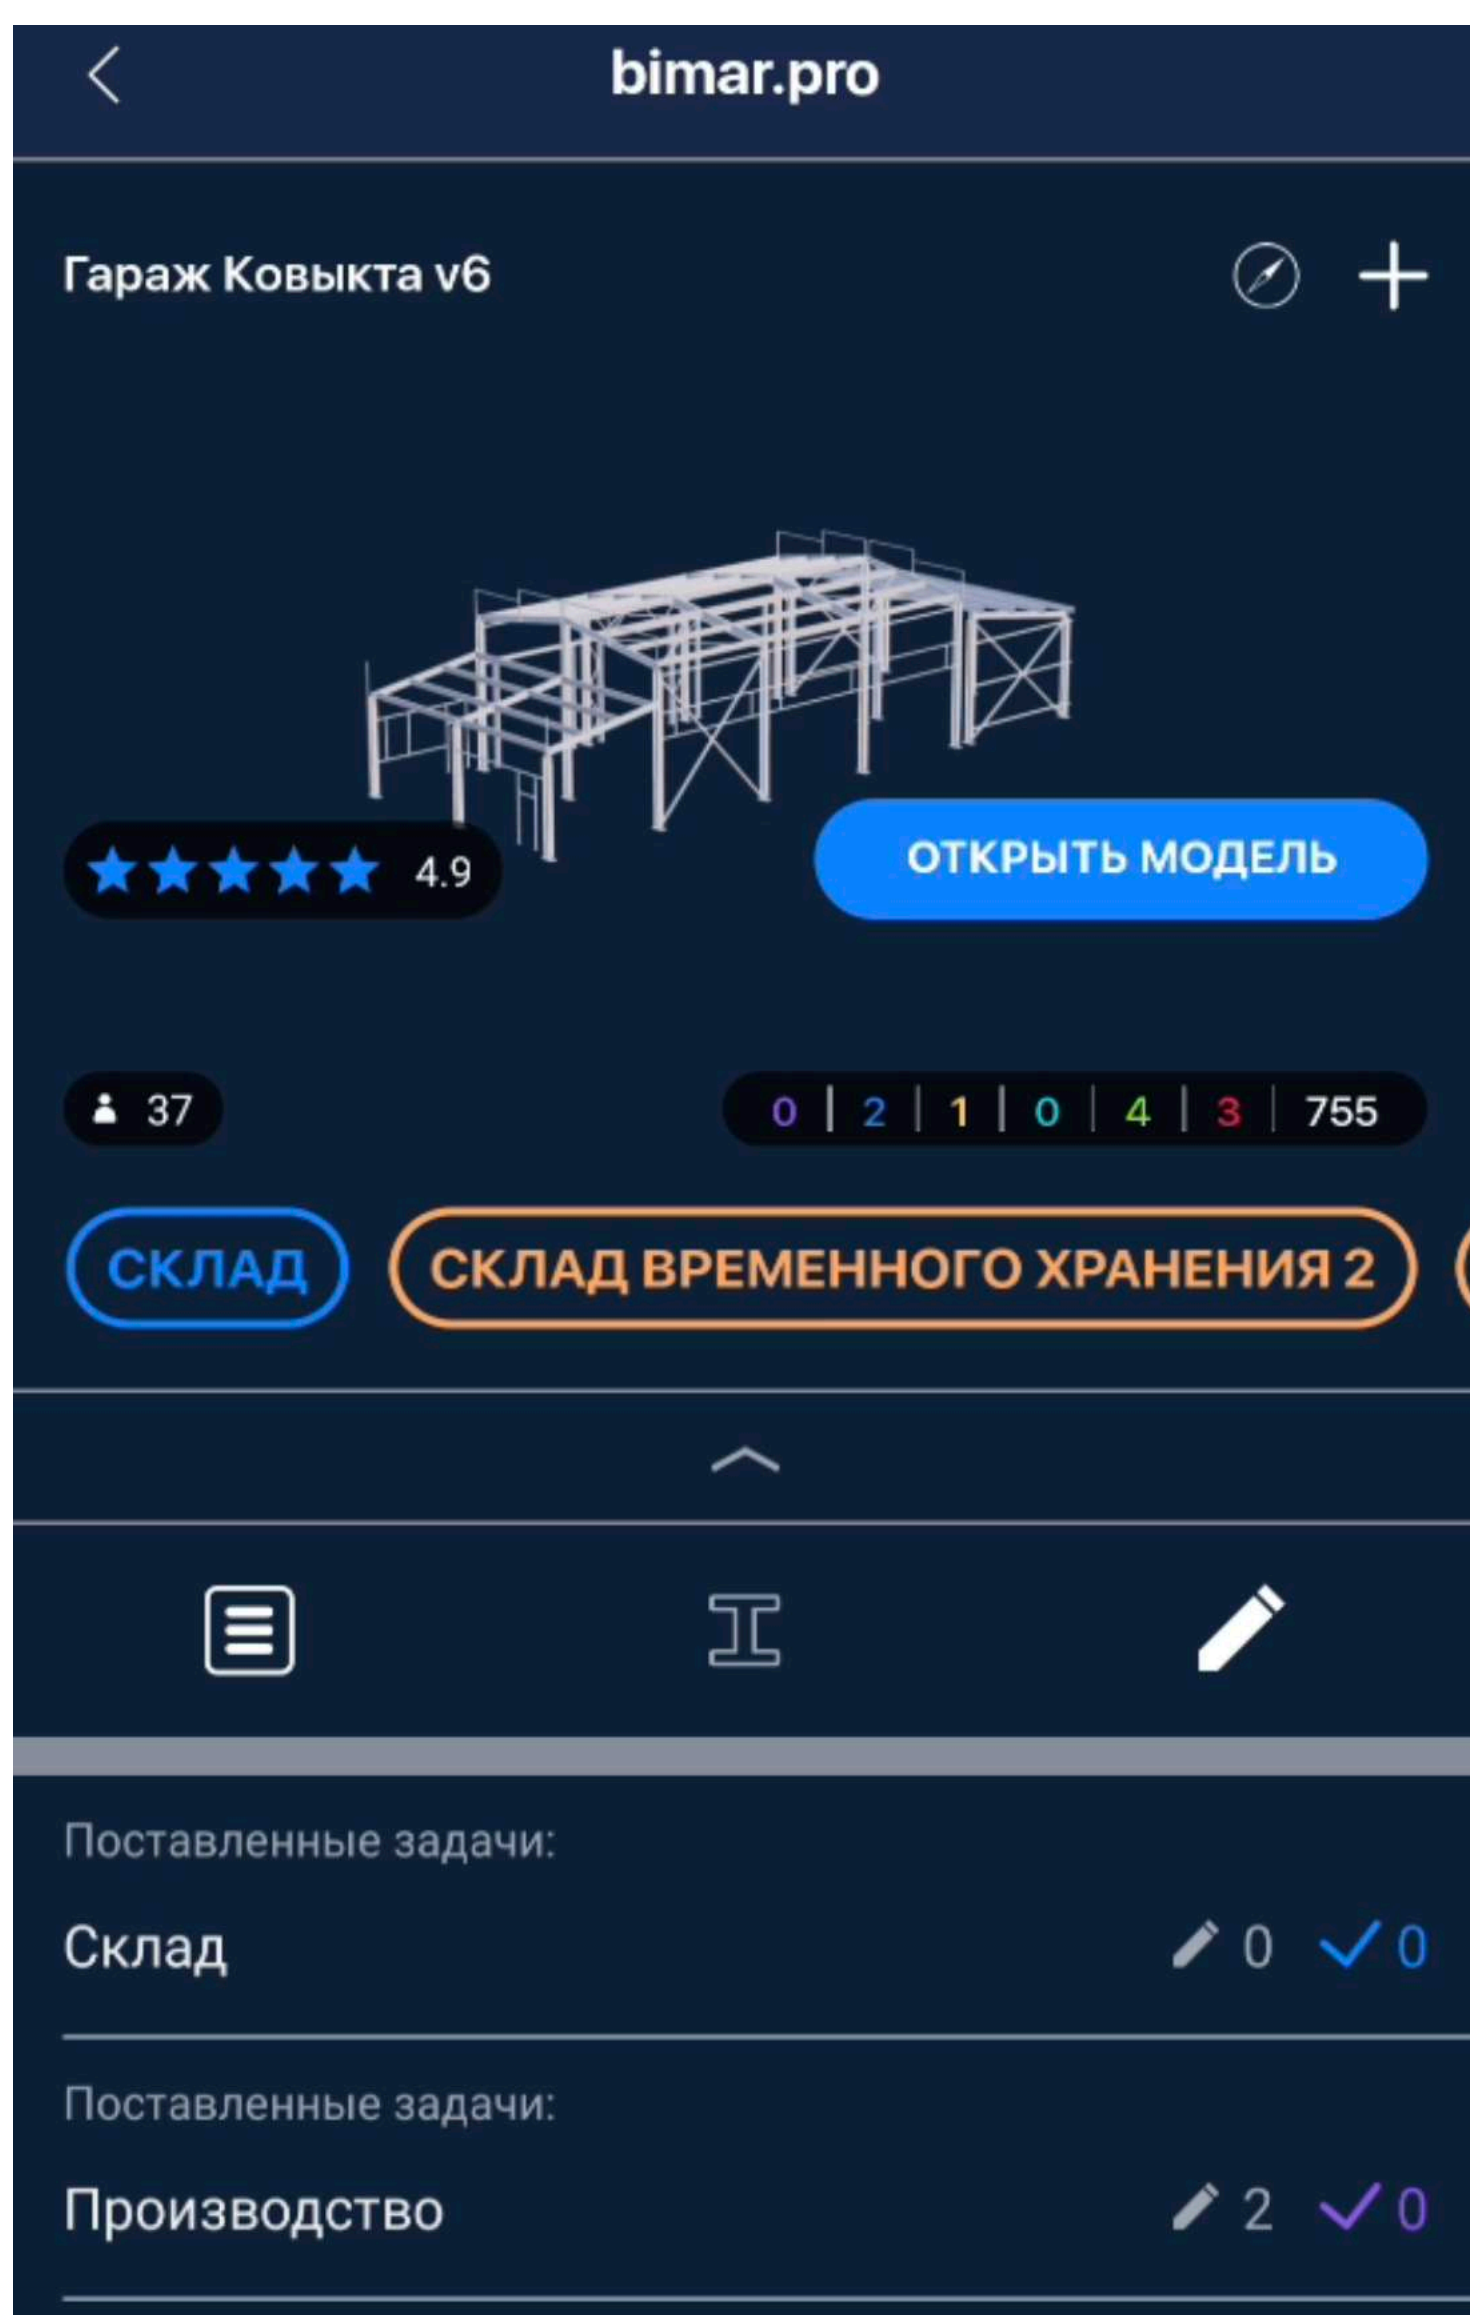 bimar.pro
Гараж Ковыкта v6
4.9
ОТКРЫТЬ МОДЕЛЬ
37
0 | 2 | 1 | 0 | 4 | 3 | 755
СКЛАД
СКЛАД ВРЕМЕННОГО ХРАНЕНИЯ 2
Поставленные задачи:
Склад 0 0
Поставленные задачи:
Производство 2 0